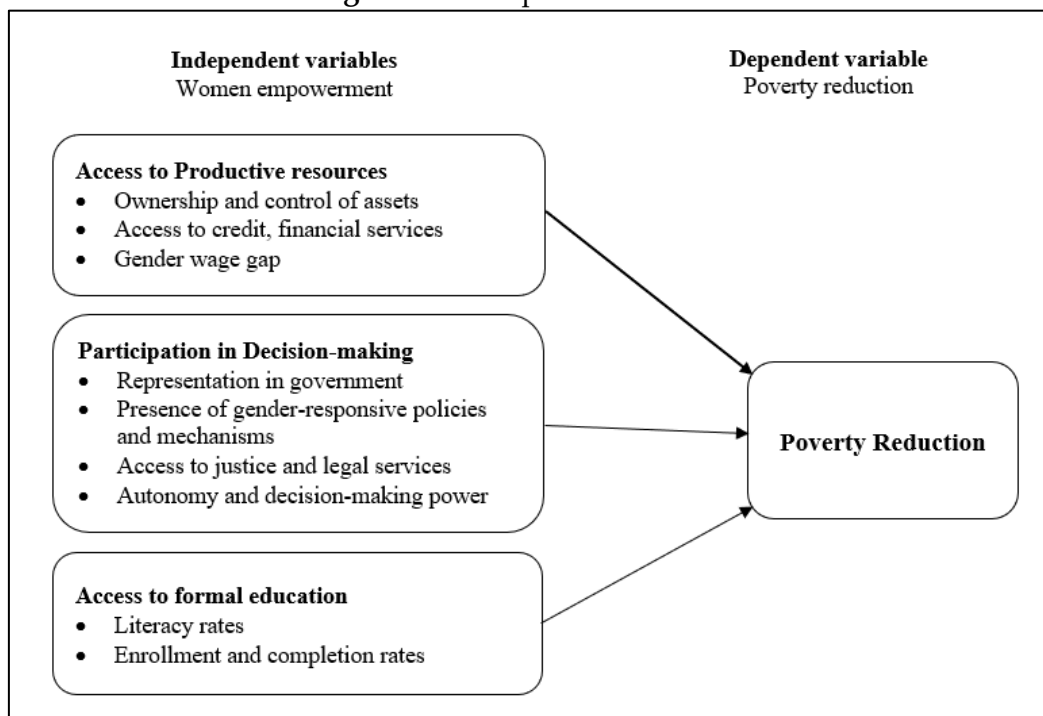 Independent variables
Women empowerment
Dependent variable
Poverty reduction
Access to Productive resources
• Ownership and control of assets
• Access to credit, financial services
• Gender wage gap
Participation in Decision-making
• Representation in government
• Presence of gender-responsive policies
and mechanisms
• Access to justice and legal services
• Autonomy and decision-making power
Access to formal education
• Literacy rates
• Enrollment and completion rates
Poverty Reduction